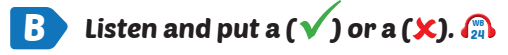 B Listen and put a (✓) or a (✗). WB 24